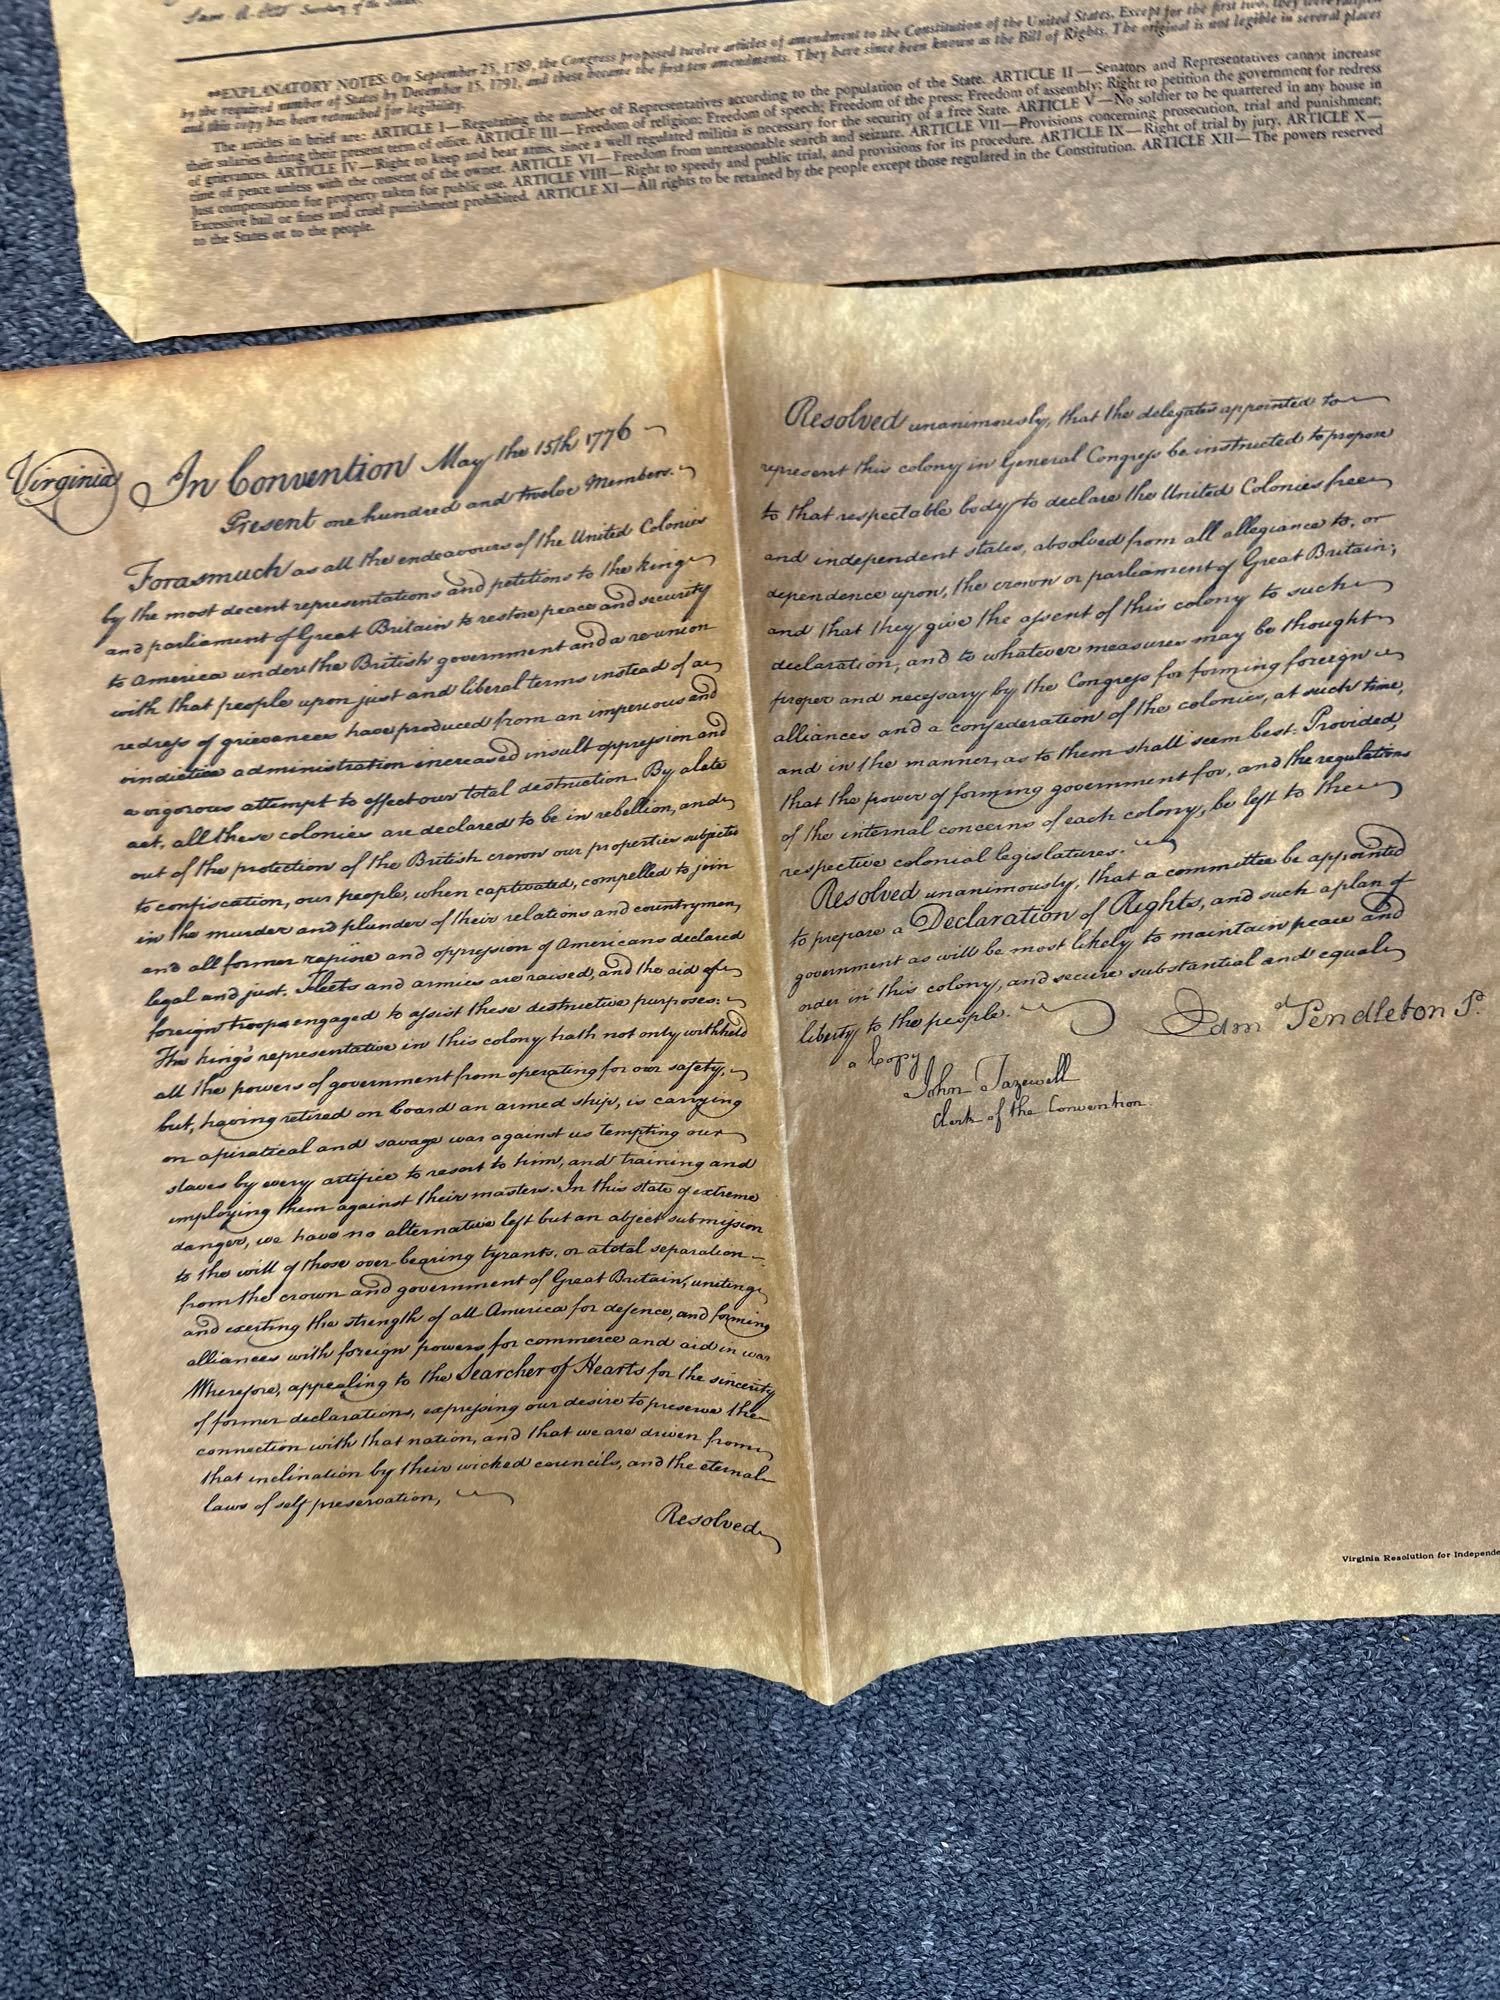 Secretary of the Senate.
**EXPLANATORY NOTES: On September 25, 1789, the Congress proposed twelve articles of amendment to the Constitution of the United States. Except for the first two, they were
by the required number of States by December 15, 1791, and these became the first ten amendments. They have since been known as the Bill of Rights. The original is not legible in several places
and this copy has been retouched for legibility.
The articles in brief are: ARTICLE I—Regulating the number of Representatives according to the population of the State. ARTICLE II—Senators and Representatives cannot increase
their salaries during their present term of office. ARTICLE III—Freedom of religion; Freedom of speech; Freedom of the press; Freedom of assembly; Right to petition the government for redress
of grievances. ARTICLE IV—Right to keep and bear arms, since a well regulated militia is necessary for the security of a free State. ARTICLE V—No soldier to be quartered in any house in
time of peace unless with the consent of the owner. ARTICLE VI—Freedom from unreasonable search and seizure. ARTICLE VII—Provisions concerning prosecution, trial and punishment;
Just compensation for property taken for public use. ARTICLE VIII—Right to speedy and public trial, and provisions for its procedure. ARTICLE IX—Right of trial by jury. ARTICLE X—
Excessive bail or fines and cruel punishment prohibited. ARTICLE XI—All rights to be retained by the people except those regulated in the Constitution. ARTICLE XII—The powers reserved
to the States or to the people.
Virginia In Convention May the 15th 1776
Present one hundred and twelve Members.
Forasmuch as all the endeavours of the United Colonies
by the most decent representations and petitions to the king
and parliament of Great Britain to restore peace and security
to America under the British government and a re-union
with that people upon just and liberal terms instead of a
redress of grievences have produced from an imperious and
vindictive administration increased insult oppression and
a vigorous attempt to effect our total destruction. By a late
act, all these colonies are declared to be in rebellion, and
out of the protection of the British crown our properties subjected
to confiscation, our people, when captivated, compelled to join
in the murder and plunder of their relations and countrymen,
and all former rapine and oppression of Americans declared
legal and just. Fleets and armies are raised, and the aid of
foreign troops engaged to assist these destructive purposes:
The king's representative in this colony hath not only withheld
all the powers of government from operating for our safety,
but, having retired on board an armed ship, is carrying
on a piratical and savage war against us tempting our
slaves by every artifice to resort to him, and training and
employing them against their masters. In this state of extreme
danger, we have no alternative left but an abject submission
to the will of those over-bearing tyrants, or a total separation
from the crown and government of Great Britain, uniting
and exerting the strength of all America for defence, and forming
alliances with foreign powers for commerce and aid in war
Wherefore, appealing to the Searcher of Hearts for the sincerity
of former declarations, expressing our desire to preserve the
connection with that nation, and that we are driven from
that inclination by their wicked councils, and the eternal
laws of self preservation,
Resolved
Resolved unanimously, that the delegates appointed to
represent this colony in General Congress be instructed to propose
to that respectable body to declare the United Colonies free
and independent states, absolved from all allegiance to, or
dependence upon, the crown or parliament of Great Britain;
and that they give the assent of this colony to such
declaration, and to whatever measures may be thought
proper and necessary by the Congress for forming foreign
alliances and a confederation of the colonies, at such time,
and in the manner, as to them shall seem best: Provided,
that the power of forming government for, and the regulations
of the internal concerns of each colony, be left to the
respective colonial legislatures.
Resolved unanimously, that a committee be appointed
to prepare a Declaration of Rights, and such a plan of
government as will be most likely to maintain peace and
order in this colony, and secure substantial and equal
liberty to the people.
Edm Pendleton P.
a Copy
John Tazewell
Clerk of the Convention.
Virginia Resolution for Independe